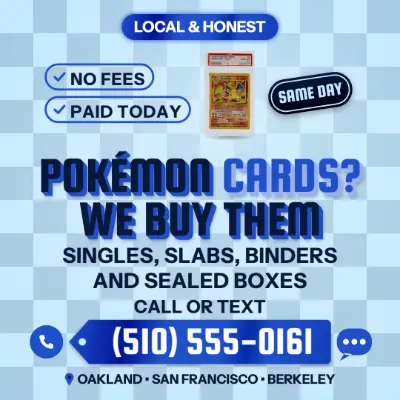 LOCAL & HONEST
NO FEES
PAID TODAY
SAME DAY
POKÉMON CARDS?
WE BUY THEM
SINGLES, SLABS, BINDERS
AND SEALED BOXES
CALL OR TEXT
(510) 555-0161
OAKLAND • SAN FRANCISCO • BERKELEY